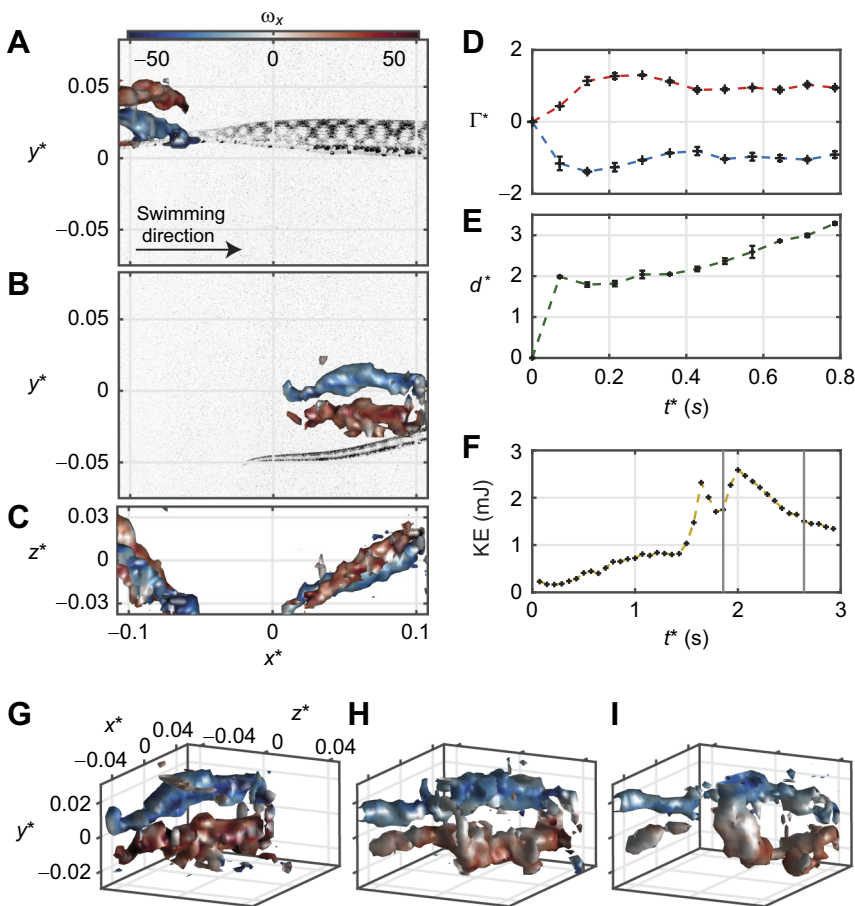 ωx
A
−50 0 50
0.05
y*
0
−0.05
Swimming
direction
B
0.05
y*
0
−0.05
C
0.03
z*
0
−0.03
−0.1 0 0.1
x*
D
2
Γ*
0
−2
E
3
d*
2
1
0
0 0.2 0.4 0.6 0.8
t* (s)
F
3
KE (mJ)
2
1
0
0 1 2 3
t* (s)
G
x*
−0.04 0 0.04
z*
−0.04 0 0.04
0.02
y*
0
−0.02
H
I